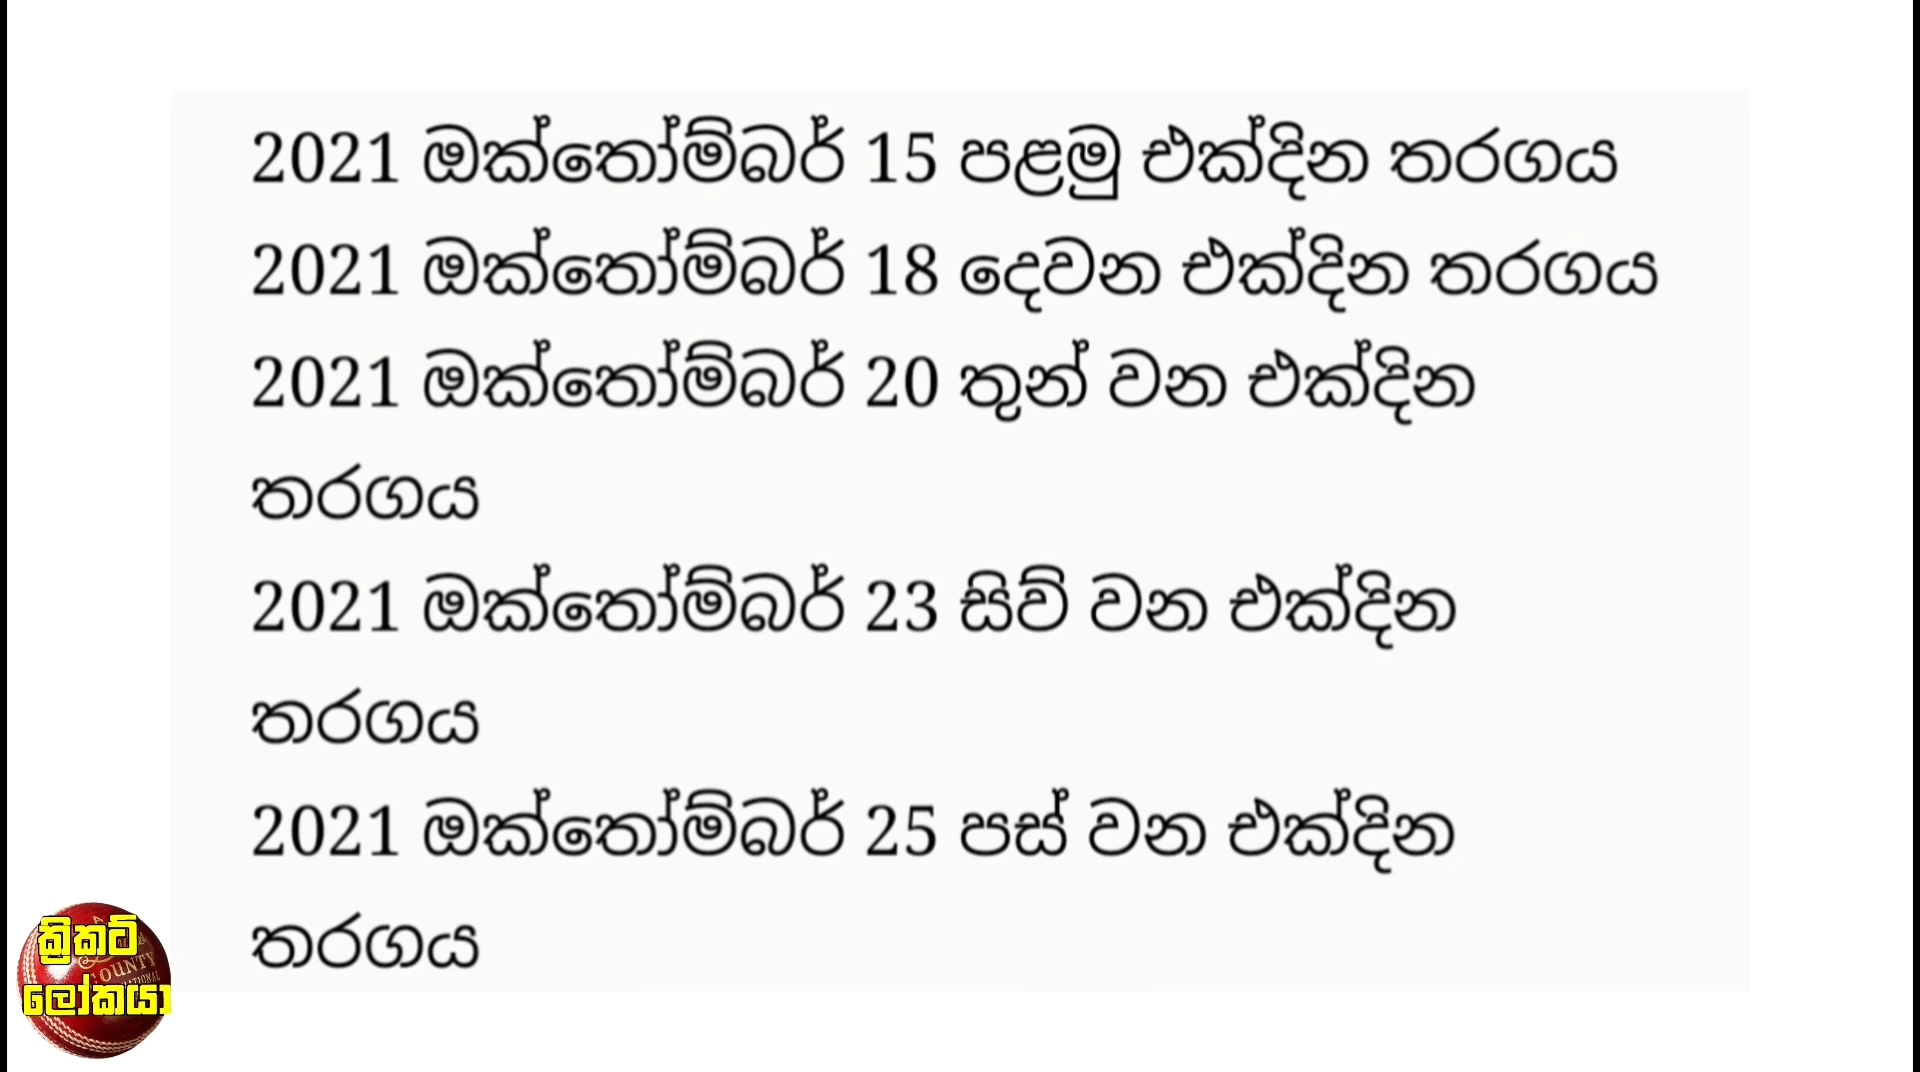 2021 ඔක්තෝම්බර් 15 පළමු එක්දින තරගය
2021 ඔක්තෝම්බර් 18 දෙවන එක්දින තරගය
2021 ඔක්තෝම්බර් 20 තුන් වන එක්දින
තරගය
2021 ඔක්තෝම්බර් 23 සිව් වන එක්දින
තරගය
2021 ඔක්තෝම්බර් 25 පස් වන එක්දින
තරගය
ක්‍රිකට්
COUNTY
ලෝකයා